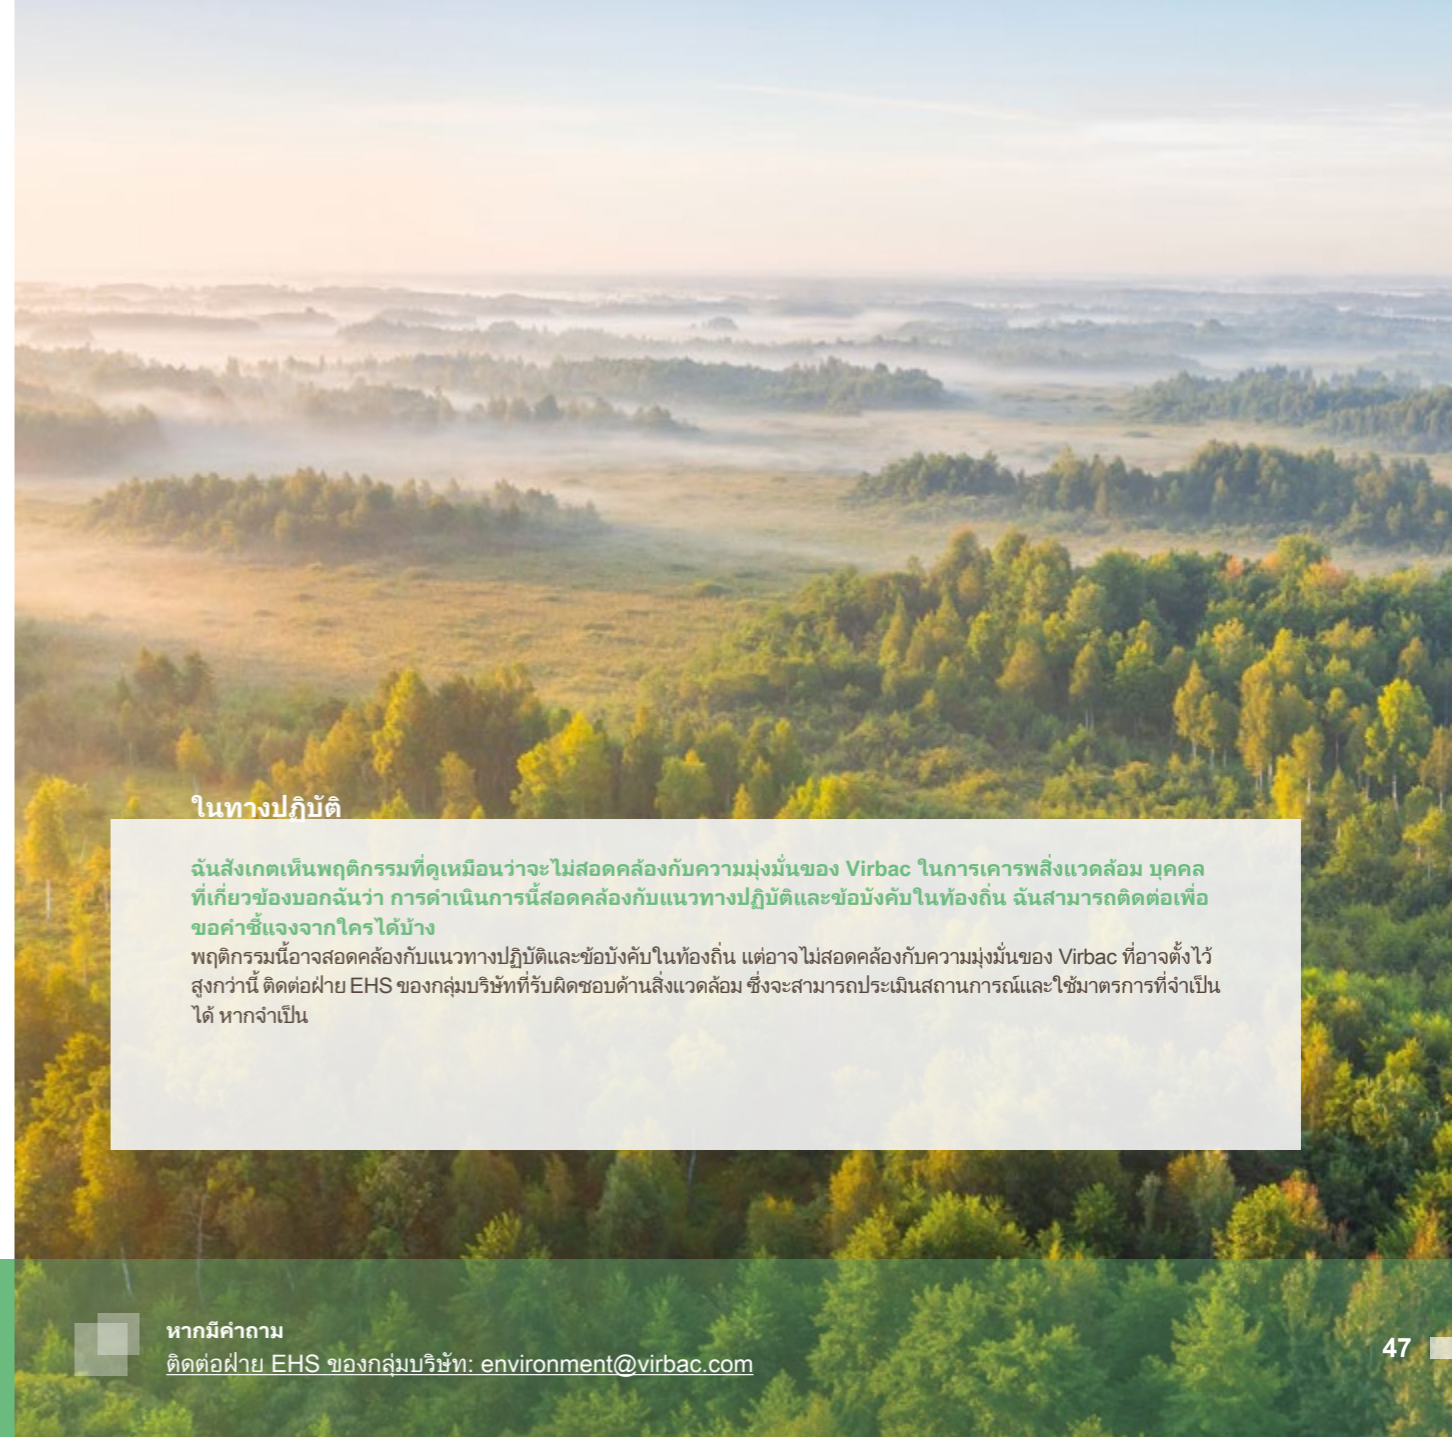 ในทางปฏิบัติ
ฉันสังเกตเห็นพฤติกรรมที่ดูเหมือนว่าจะไม่สอดคล้องกับความมุ่งมั่นของ Virbac ในการเคารพสิ่งแวดล้อม บุคคล
ที่เกี่ยวข้องบอกฉันว่า การดำเนินการนี้สอดคล้องกับแนวทางปฏิบัติและข้อบังคับในท้องถิ่น ฉันสามารถติดต่อเพื่อ
ขอคำชี้แจงจากใครได้บ้าง
พฤติกรรมนี้อาจสอดคล้องกับแนวทางปฏิบัติและข้อบังคับในท้องถิ่น แต่อาจไม่สอดคล้องกับความมุ่งมั่นของ Virbac ที่อาจตั้งไว้
สูงกว่านี้ ติดต่อฝ่าย EHS ของกลุ่มบริษัทที่รับผิดชอบด้านสิ่งแวดล้อม ซึ่งจะสามารถประเมินสถานการณ์และใช้มาตรการที่จำเป็น
ได้ หากจำเป็น
หากมีคำถาม
ติดต่อฝ่าย EHS ของกลุ่มบริษัท: environment@virbac.com
47